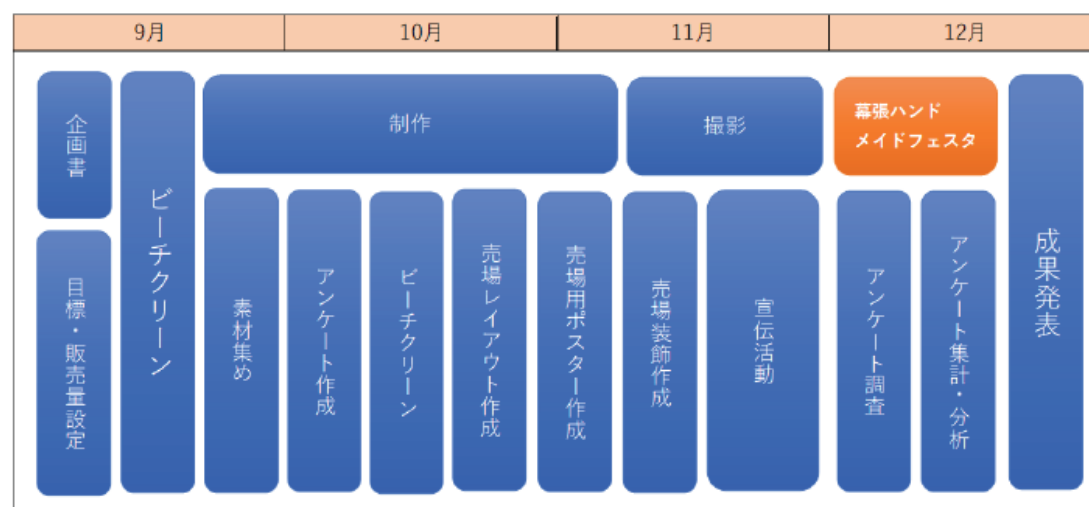 9月
10月
11月
12月
企画書
目標・販売量設定
ビーチクリーン
制作
素材集め
アンケート作成
ビーチクリーン
売場レイアウト作成
売場用ポスター作成
撮影
売場装飾作成
宣伝活動
幕張ハンド
メイドフェスタ
アンケート調査
アンケート集計・分析
成果発表